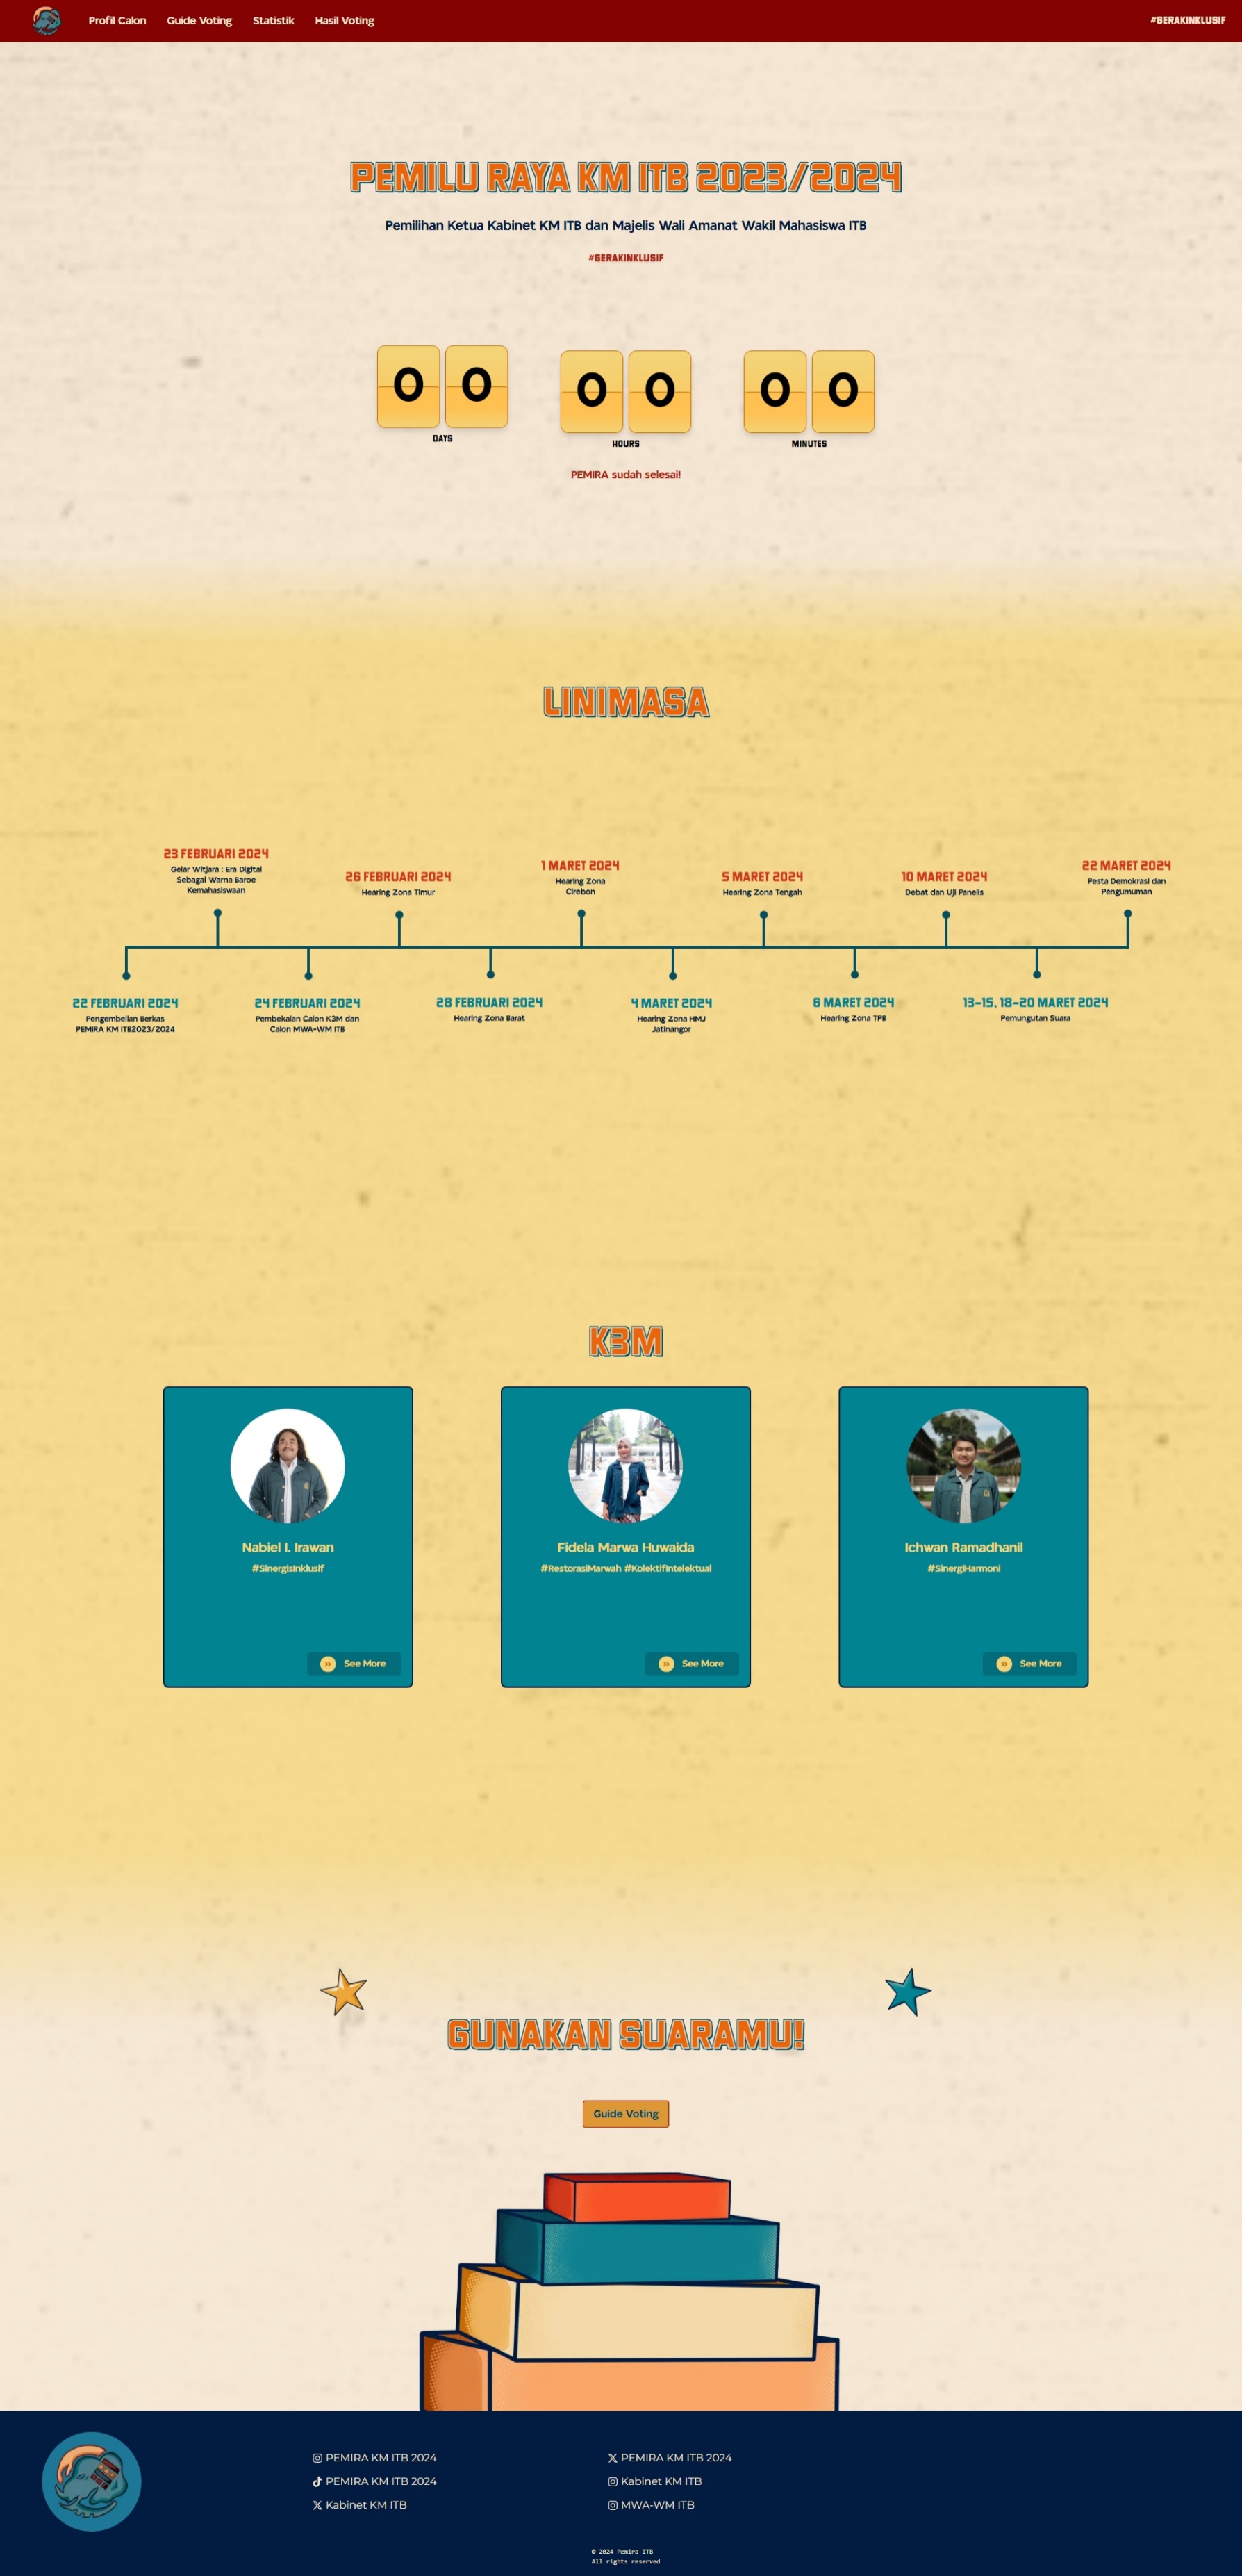 Profil Calon
Guide Voting
Statistik
Hasil Voting
#GERAKINKLUSIF
PEMILU RAYA KM ITB 2023/2024
Pemilihan Ketua Kabinet KM ITB dan Majelis Wali Amanat Wakil Mahasiswa ITB
#GERAKINKLUSIF
0 0
DAYS
0 0
HOURS
0 0
MINUTES
PEMIRA sudah selesai!
LINIMASA
23 FEBRUARI 2024
Gelar Witjara : Era Digital
Sebagai Warna Baroe
Kemahasiswaan
26 FEBRUARI 2024
Hearing Zona Timur
1 MARET 2024
Hearing Zona
Cirebon
5 MARET 2024
Hearing Zona Tengah
10 MARET 2024
Debat dan Uji Panelis
22 MARET 2024
Pesta Demokrasi dan
Pengumuman
22 FEBRUARI 2024
Pengembelian Berkas
PEMIRA KM ITB2023/2024
24 FEBRUARI 2024
Pembekalan Calon K3M dan
Calon MWA-WM ITB
28 FEBRUARI 2024
Hearing Zona Barat
4 MARET 2024
Hearing Zona HMJ
Jatinangor
6 MARET 2024
Hearing Zona TPB
13-15, 18-20 MARET 2024
Pemungutan Suara
K3M
Nabiel I. Irawan
#SinergisInklusif
See More
Fidela Marwa Huwaida
#RestorasiMarwah #KolektifIntelektual
See More
Ichwan Ramadhanil
#SinergiHarmoni
See More
GUNAKAN SUARAMU!
Guide Voting
PEMIRA KM ITB 2024
PEMIRA KM ITB 2024
Kabinet KM ITB
PEMIRA KM ITB 2024
Kabinet KM ITB
MWA-WM ITB
© 2024 Pemira ITB
All rights reserved